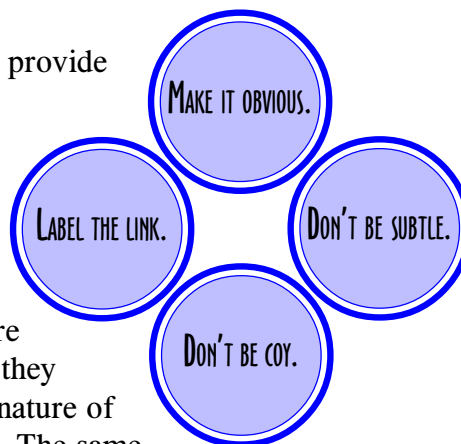 provide
MAKE IT OBVIOUS.
LABEL THE LINK.
DON'T BE SUBTLE.
DON'T BE COY.
they
nature of
The same